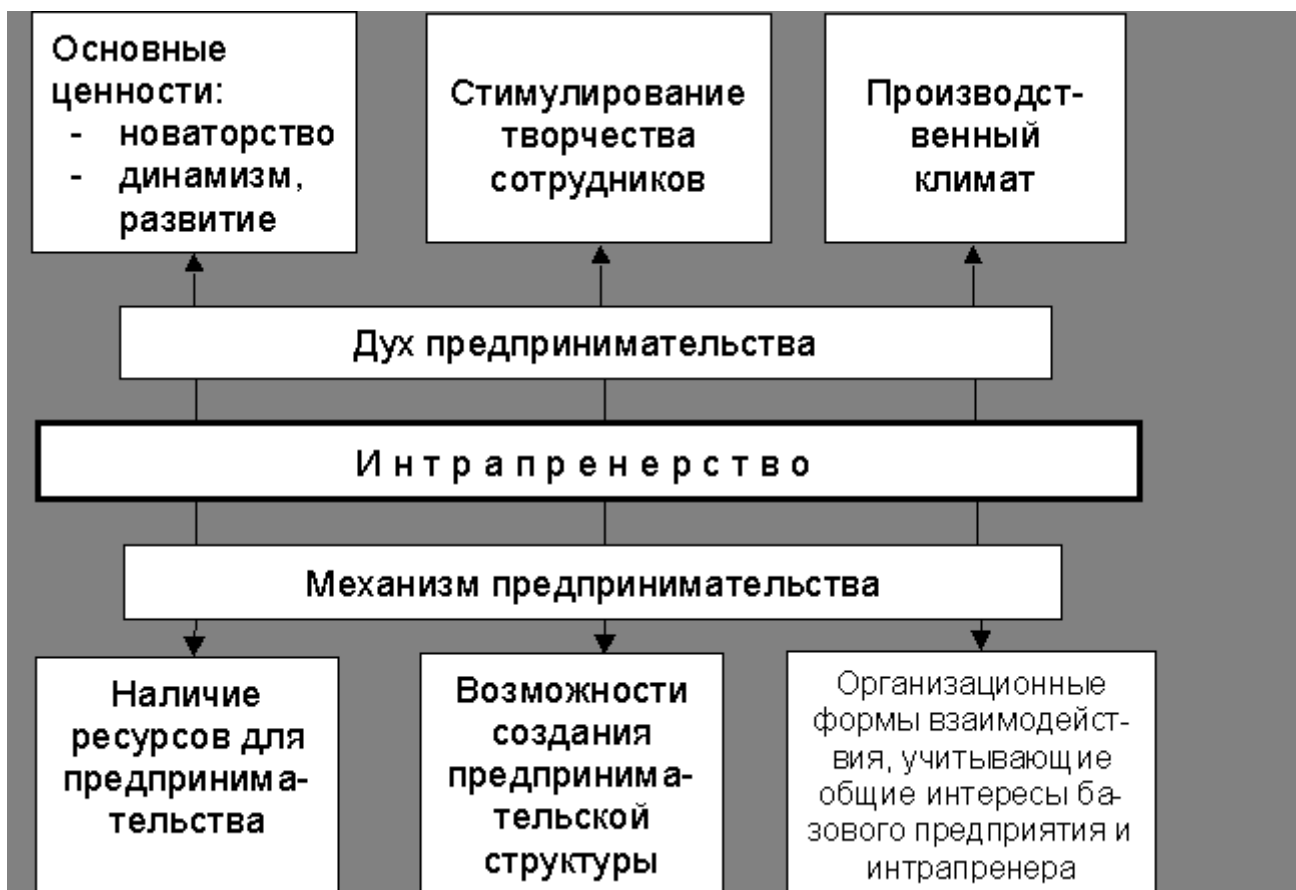 Основные
ценности:
- новаторство
- динамизм,
развитие
Стимулирование
творчества
сотрудников
Производст-
венный
климат
Дух предпринимательства
Интрапренерство
Механизм предпринимательства
Наличие
ресурсов для
предпринима-
тельства
Возможности
создания
предпринима-
тельской
структуры
Организационные
формы взаимодейст-
вия, учитывающие
общие интересы ба-
зового предприятия и
интрапренера